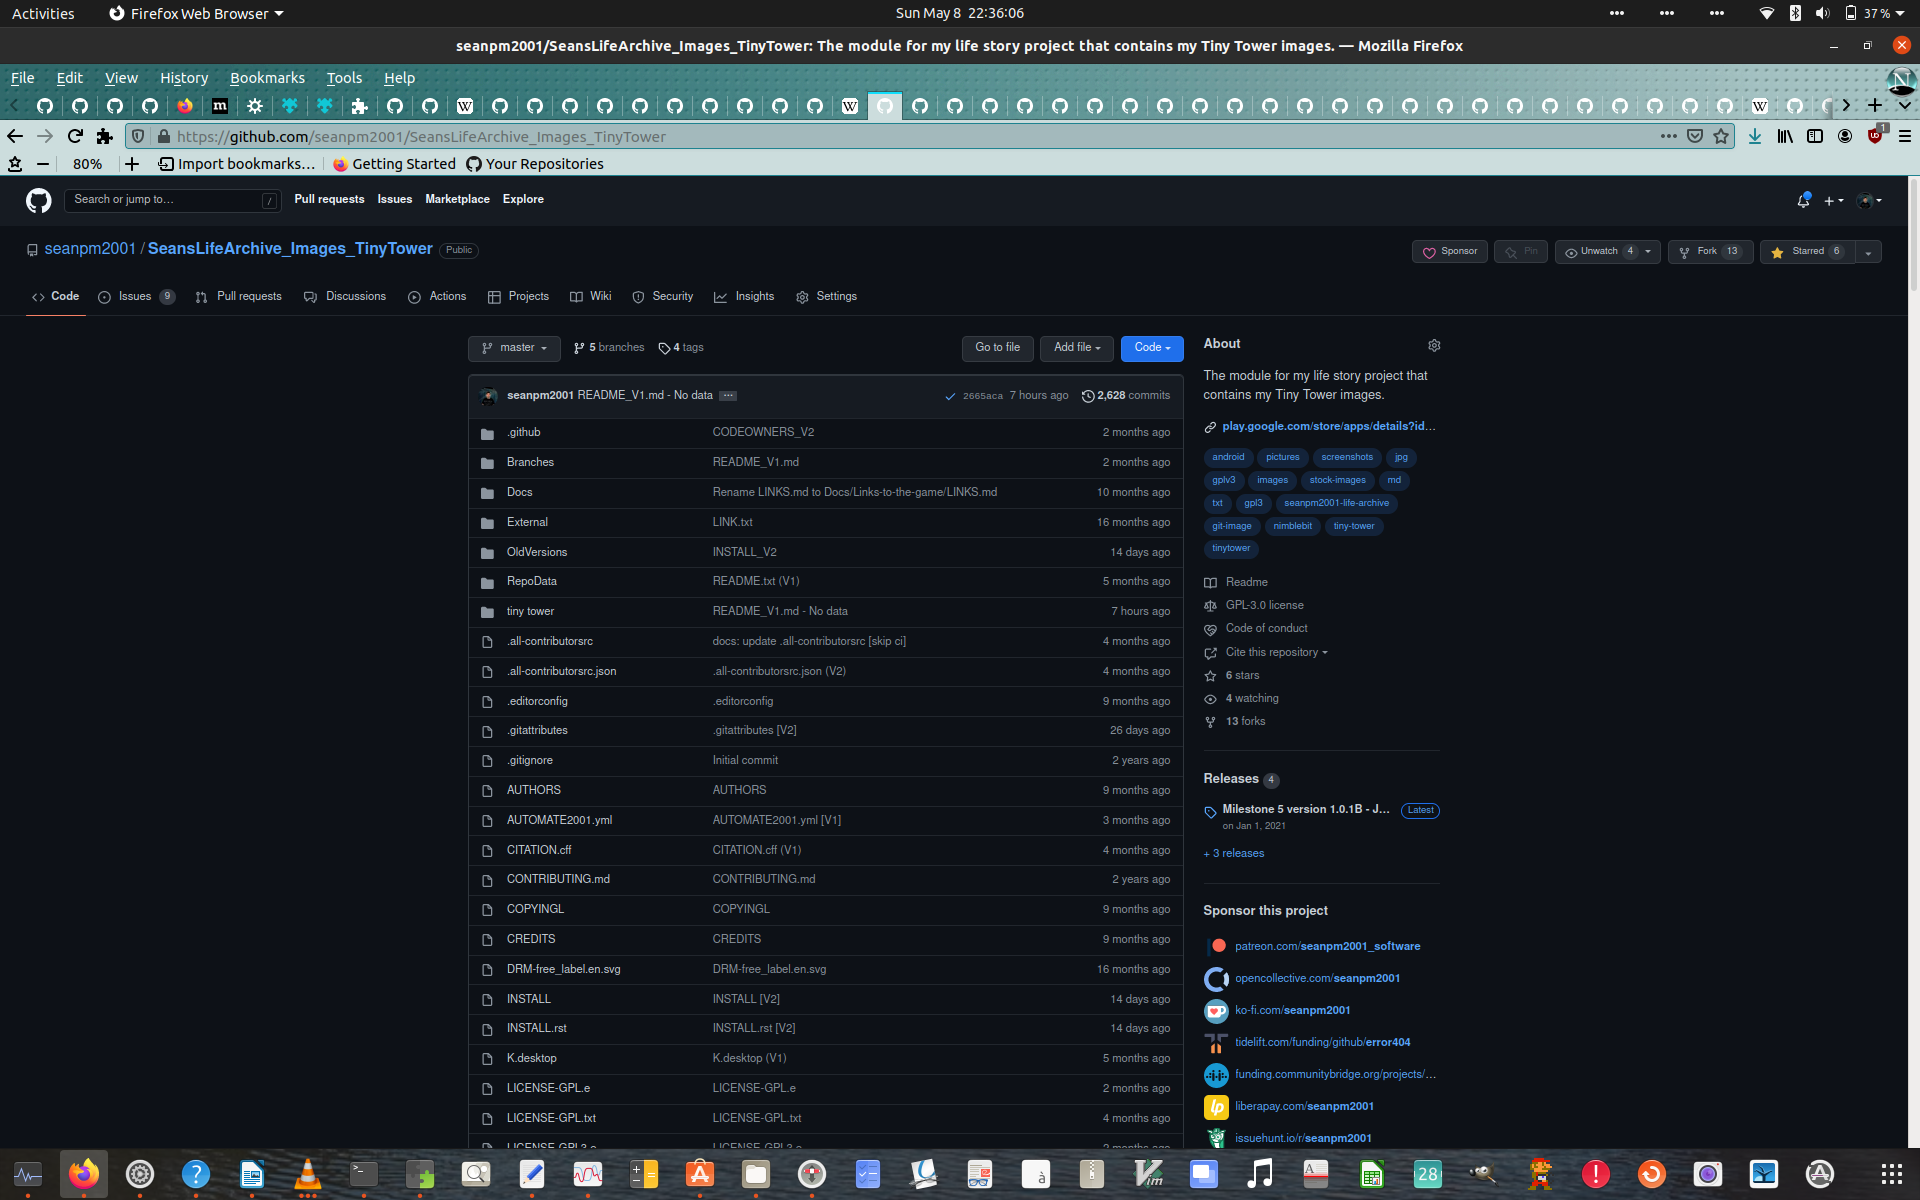 Activities Firefox Web Browser Sun May 8 22:36:06 37 %
seanpm2001/SeansLifeArchive_Images_TinyTower: The module for my life story project that contains my Tiny Tower images. — Mozilla Firefox
File Edit View History Bookmarks Tools Help
https://github.com/seanpm2001/SeansLifeArchive_Images_TinyTower
80% Import bookmarks… Getting Started Your Repositories
Search or jump to… / Pull requests Issues Marketplace Explore
seanpm2001 / SeansLifeArchive_Images_TinyTower Public
Sponsor Pin Unwatch 4 Fork 13 Starred 6
Code Issues 9 Pull requests Discussions Actions Projects Wiki Security Insights Settings
master 5 branches 4 tags Go to file Add file Code
seanpm2001 README_V1.md - No data ... 2665aca 7 hours ago 2,628 commits
.github CODEOWNERS_V2 2 months ago
Branches README_V1.md 2 months ago
Docs Rename LINKS.md to Docs/Links-to-the-game/LINKS.md 10 months ago
External LINK.txt 16 months ago
OldVersions INSTALL_V2 14 days ago
RepoData README.txt (V1) 5 months ago
tiny tower README_V1.md - No data 7 hours ago
.all-contributorsrc docs: update .all-contributorsrc [skip ci] 4 months ago
.all-contributorsrc.json .all-contributorsrc.json (V2) 4 months ago
.editorconfig .editorconfig 9 months ago
.gitattributes .gitattributes [V2] 26 days ago
.gitignore Initial commit 2 years ago
AUTHORS AUTHORS 9 months ago
AUTOMATE2001.yml AUTOMATE2001.yml [V1] 3 months ago
CITATION.cff CITATION.cff (V1) 4 months ago
CONTRIBUTING.md CONTRIBUTING.md 2 years ago
COPYINGL COPYINGL 9 months ago
CREDITS CREDITS 9 months ago
DRM-free_label.en.svg DRM-free_label.en.svg 16 months ago
INSTALL INSTALL [V2] 14 days ago
INSTALL.rst INSTALL.rst [V2] 14 days ago
K.desktop K.desktop (V1) 5 months ago
LICENSE-GPL.e LICENSE-GPL.e 2 months ago
LICENSE-GPL.txt LICENSE-GPL.txt 4 months ago
About
The module for my life story project that
contains my Tiny Tower images.
play.google.com/store/apps/details?id…
android pictures screenshots jpg
gplv3 images stock-images md
txt gpl3 seanpm2001-life-archive
git-image nimblebit tiny-tower
tinytower
Readme
GPL-3.0 license
Code of conduct
Cite this repository
6 stars
4 watching
13 forks
Releases 4
Milestone 5 version 1.0.1B - J… Latest
on Jan 1, 2021
+ 3 releases
Sponsor this project
patreon.com/seanpm2001_software
opencollective.com/seanpm2001
ko-fi.com/seanpm2001
tidelift.com/funding/github/error404
funding.communitybridge.org/projects/…
liberapay.com/seanpm2001
issuehunt.io/r/seanpm2001
28